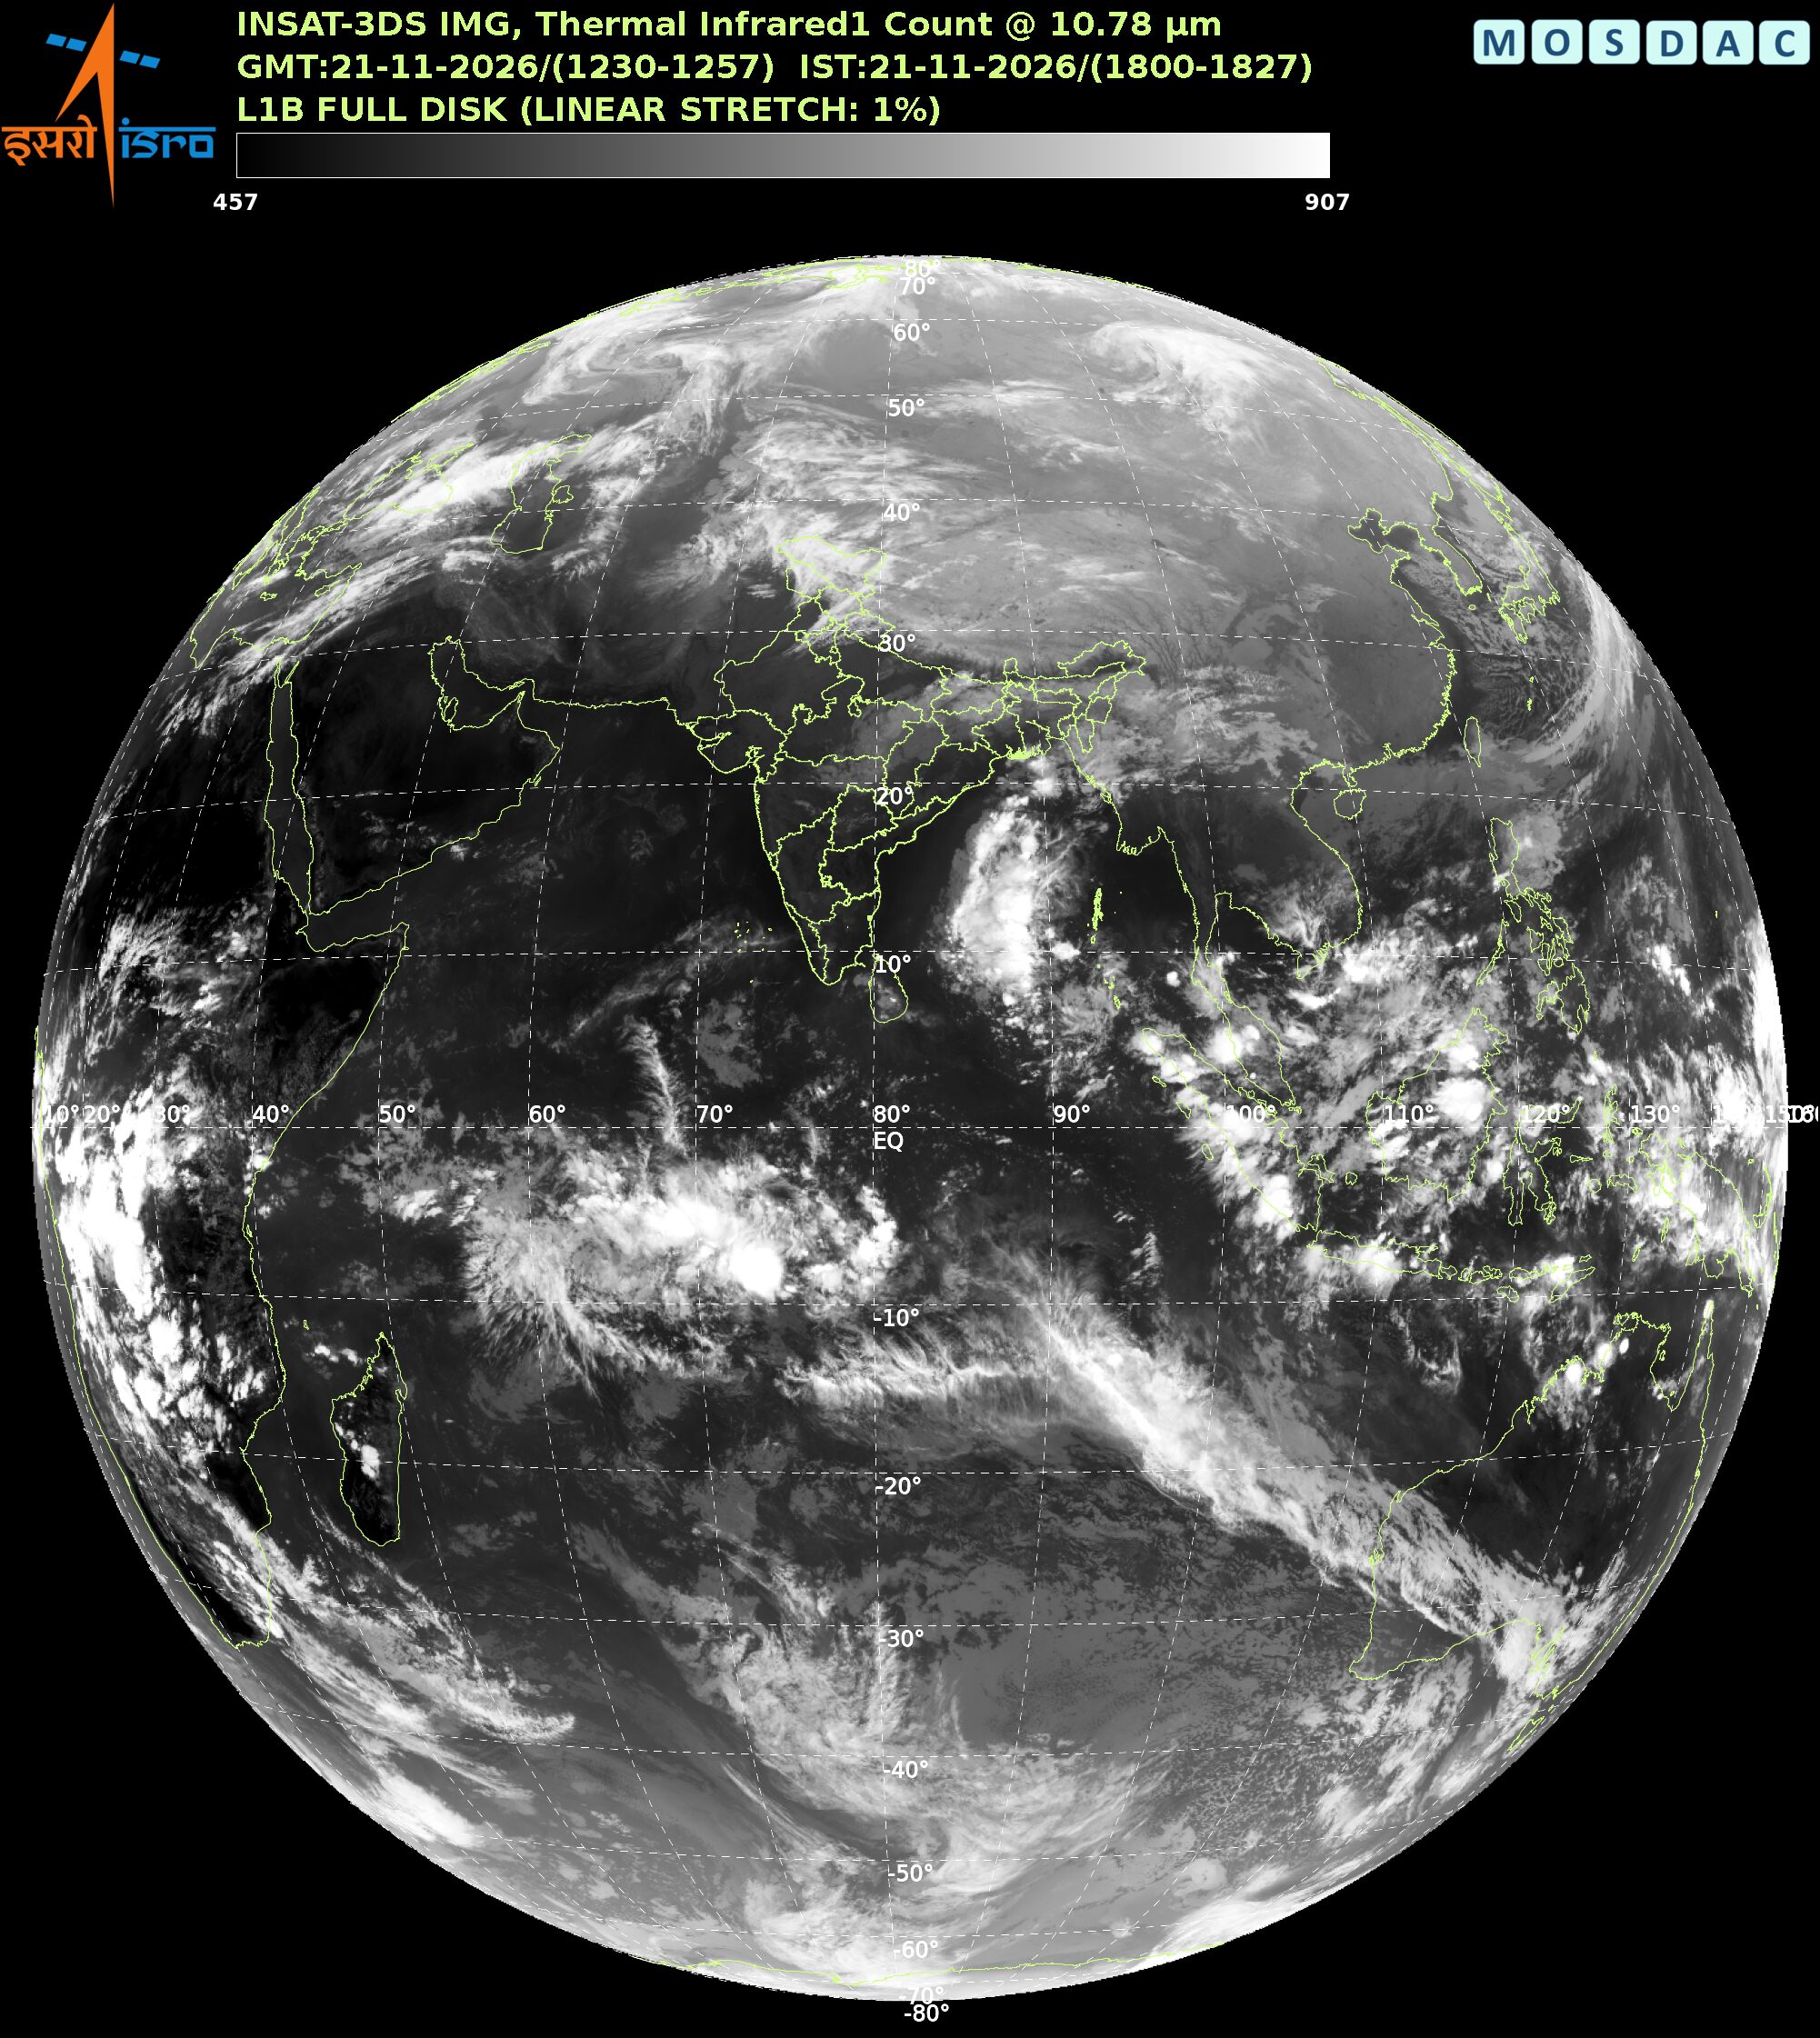 INSAT-3DS IMG, Thermal Infrared1 Count @ 10.78 µm
GMT:21-11-2026/(1230-1257) IST:21-11-2026/(1800-1827)
L1B FULL DISK (LINEAR STRETCH: 1%)
MOSDAC
इसरो isro
457 907
80°
70°
60°
50°
40°
30°
20°
10°
10° 20° 30° 40° 50° 60° 70° 80° 90° 100° 110° 120° 130°
EQ
-10°
-20°
-30°
-40°
-50°
-60°
-70°
-80°